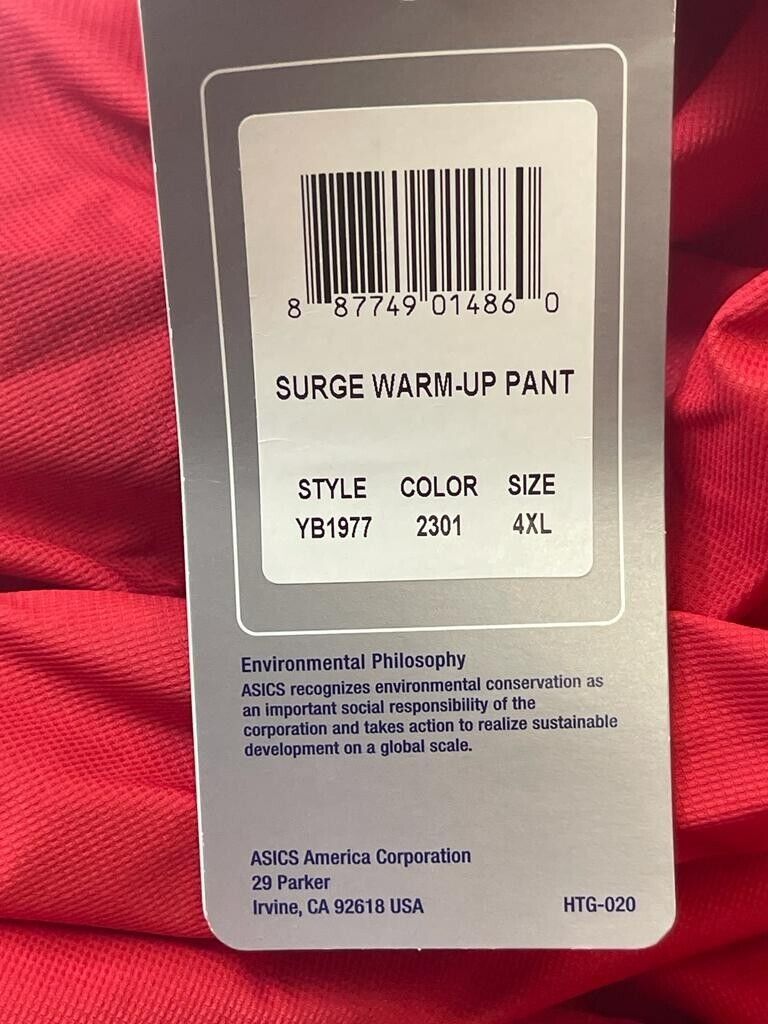 8 87749 01486 0
SURGE WARM-UP PANT
STYLE COLOR SIZE
YB1977 2301 4XL
Environmental Philosophy
ASICS recognizes environmental conservation as
an important social responsibility of the
corporation and takes action to realize sustainable
development on a global scale.
ASICS America Corporation
29 Parker
Irvine, CA 92618 USA HTG-020